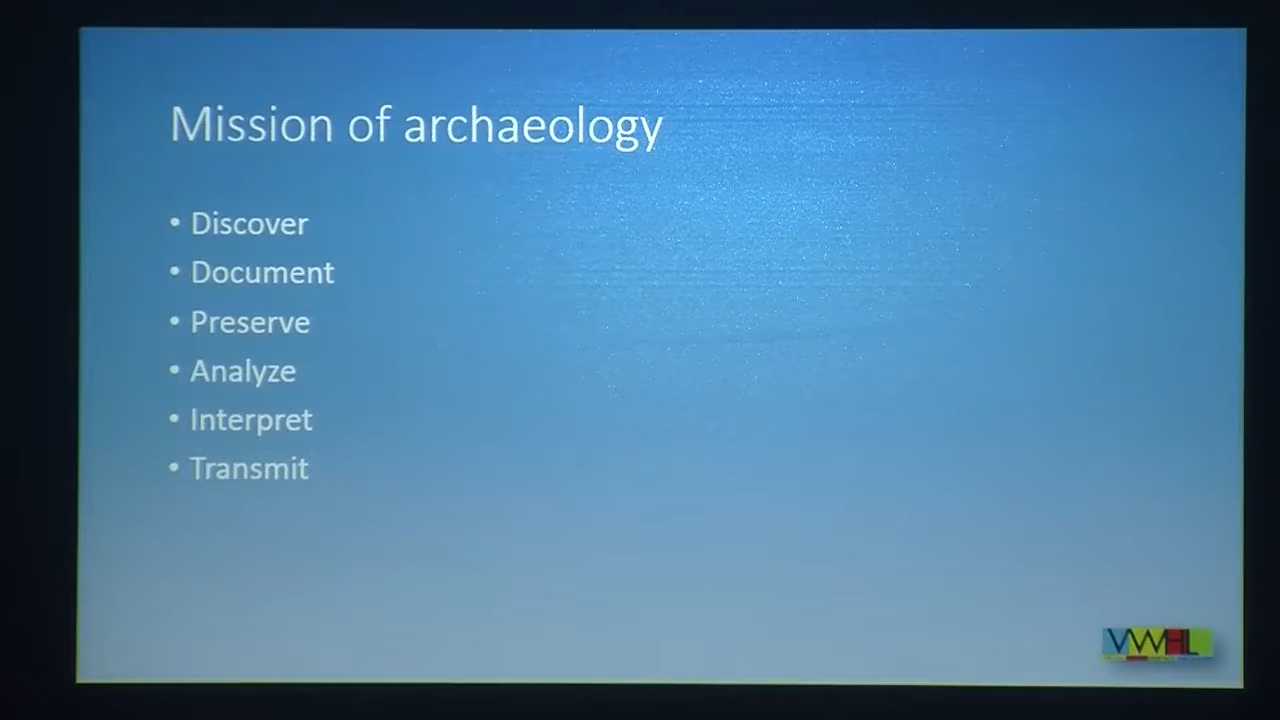 Mission of archaeology
• Discover
• Document
• Preserve
• Analyze
• Interpret
• Transmit
VWHL